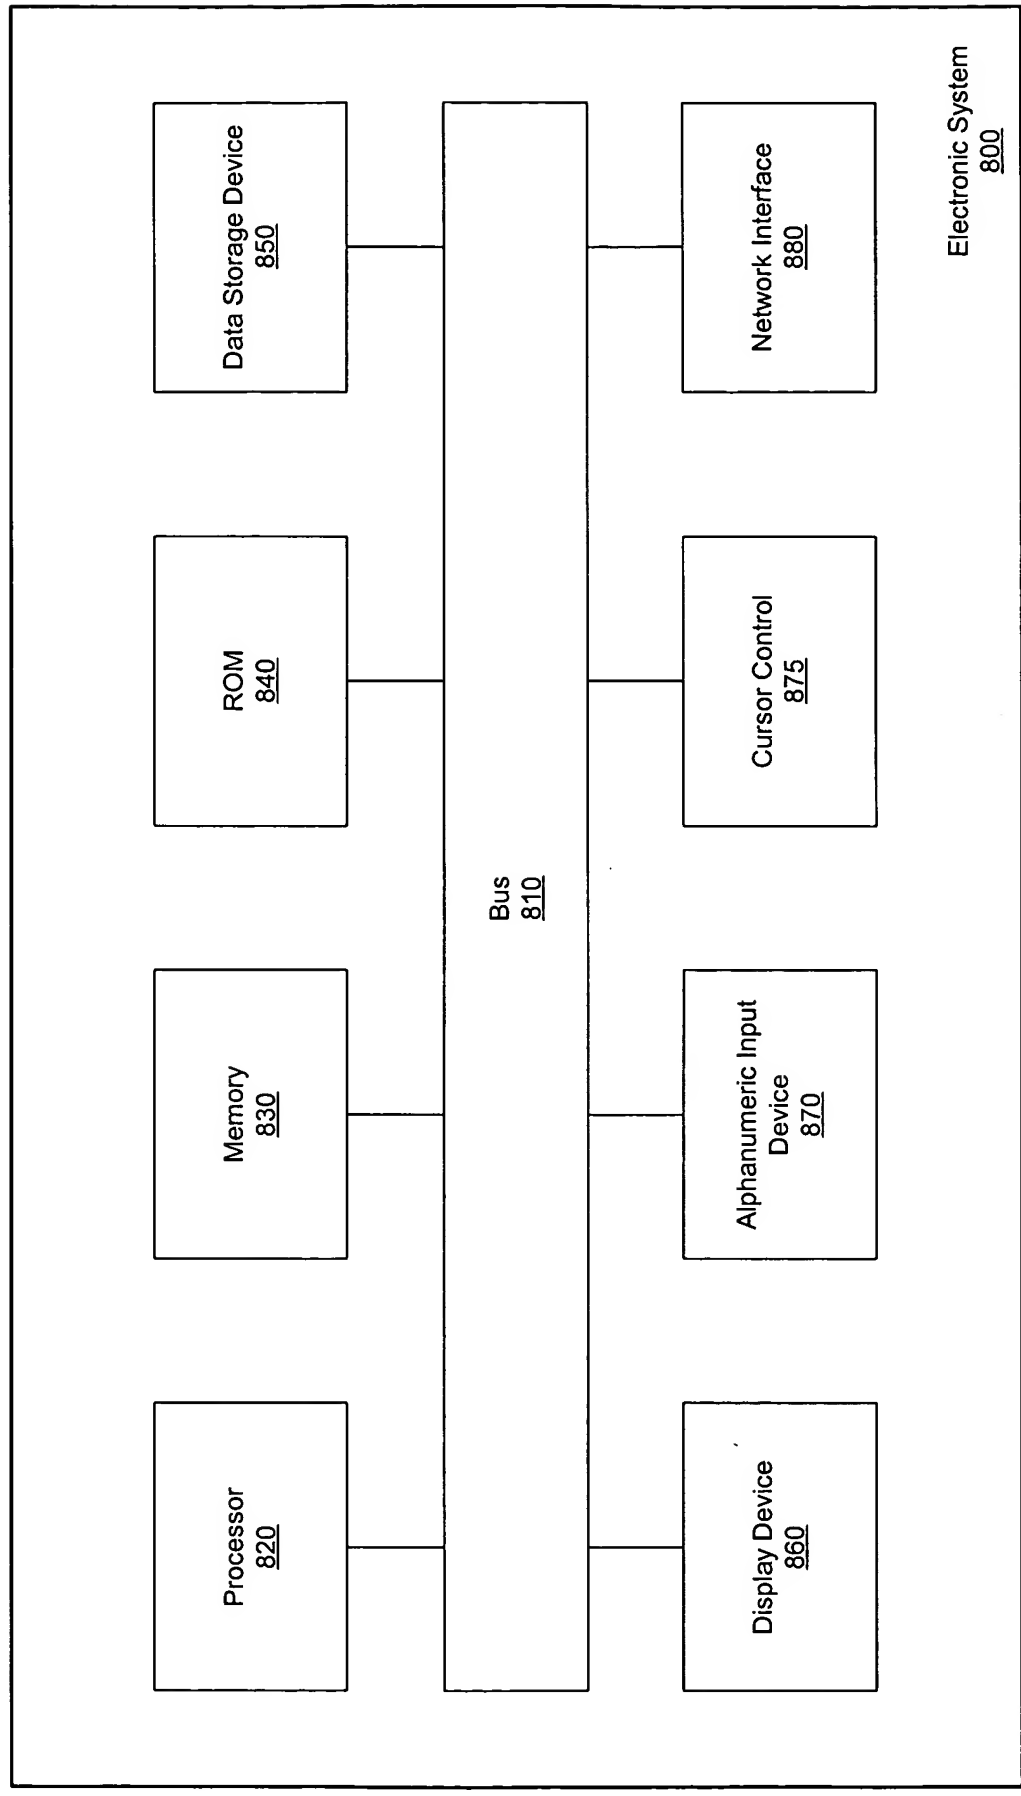 Processor
820
Memory
830
ROM
840
Data Storage Device
850
Bus
810
Display Device
860
Alphanumeric Input
Device
870
Cursor Control
875
Network Interface
880
Electronic System
800